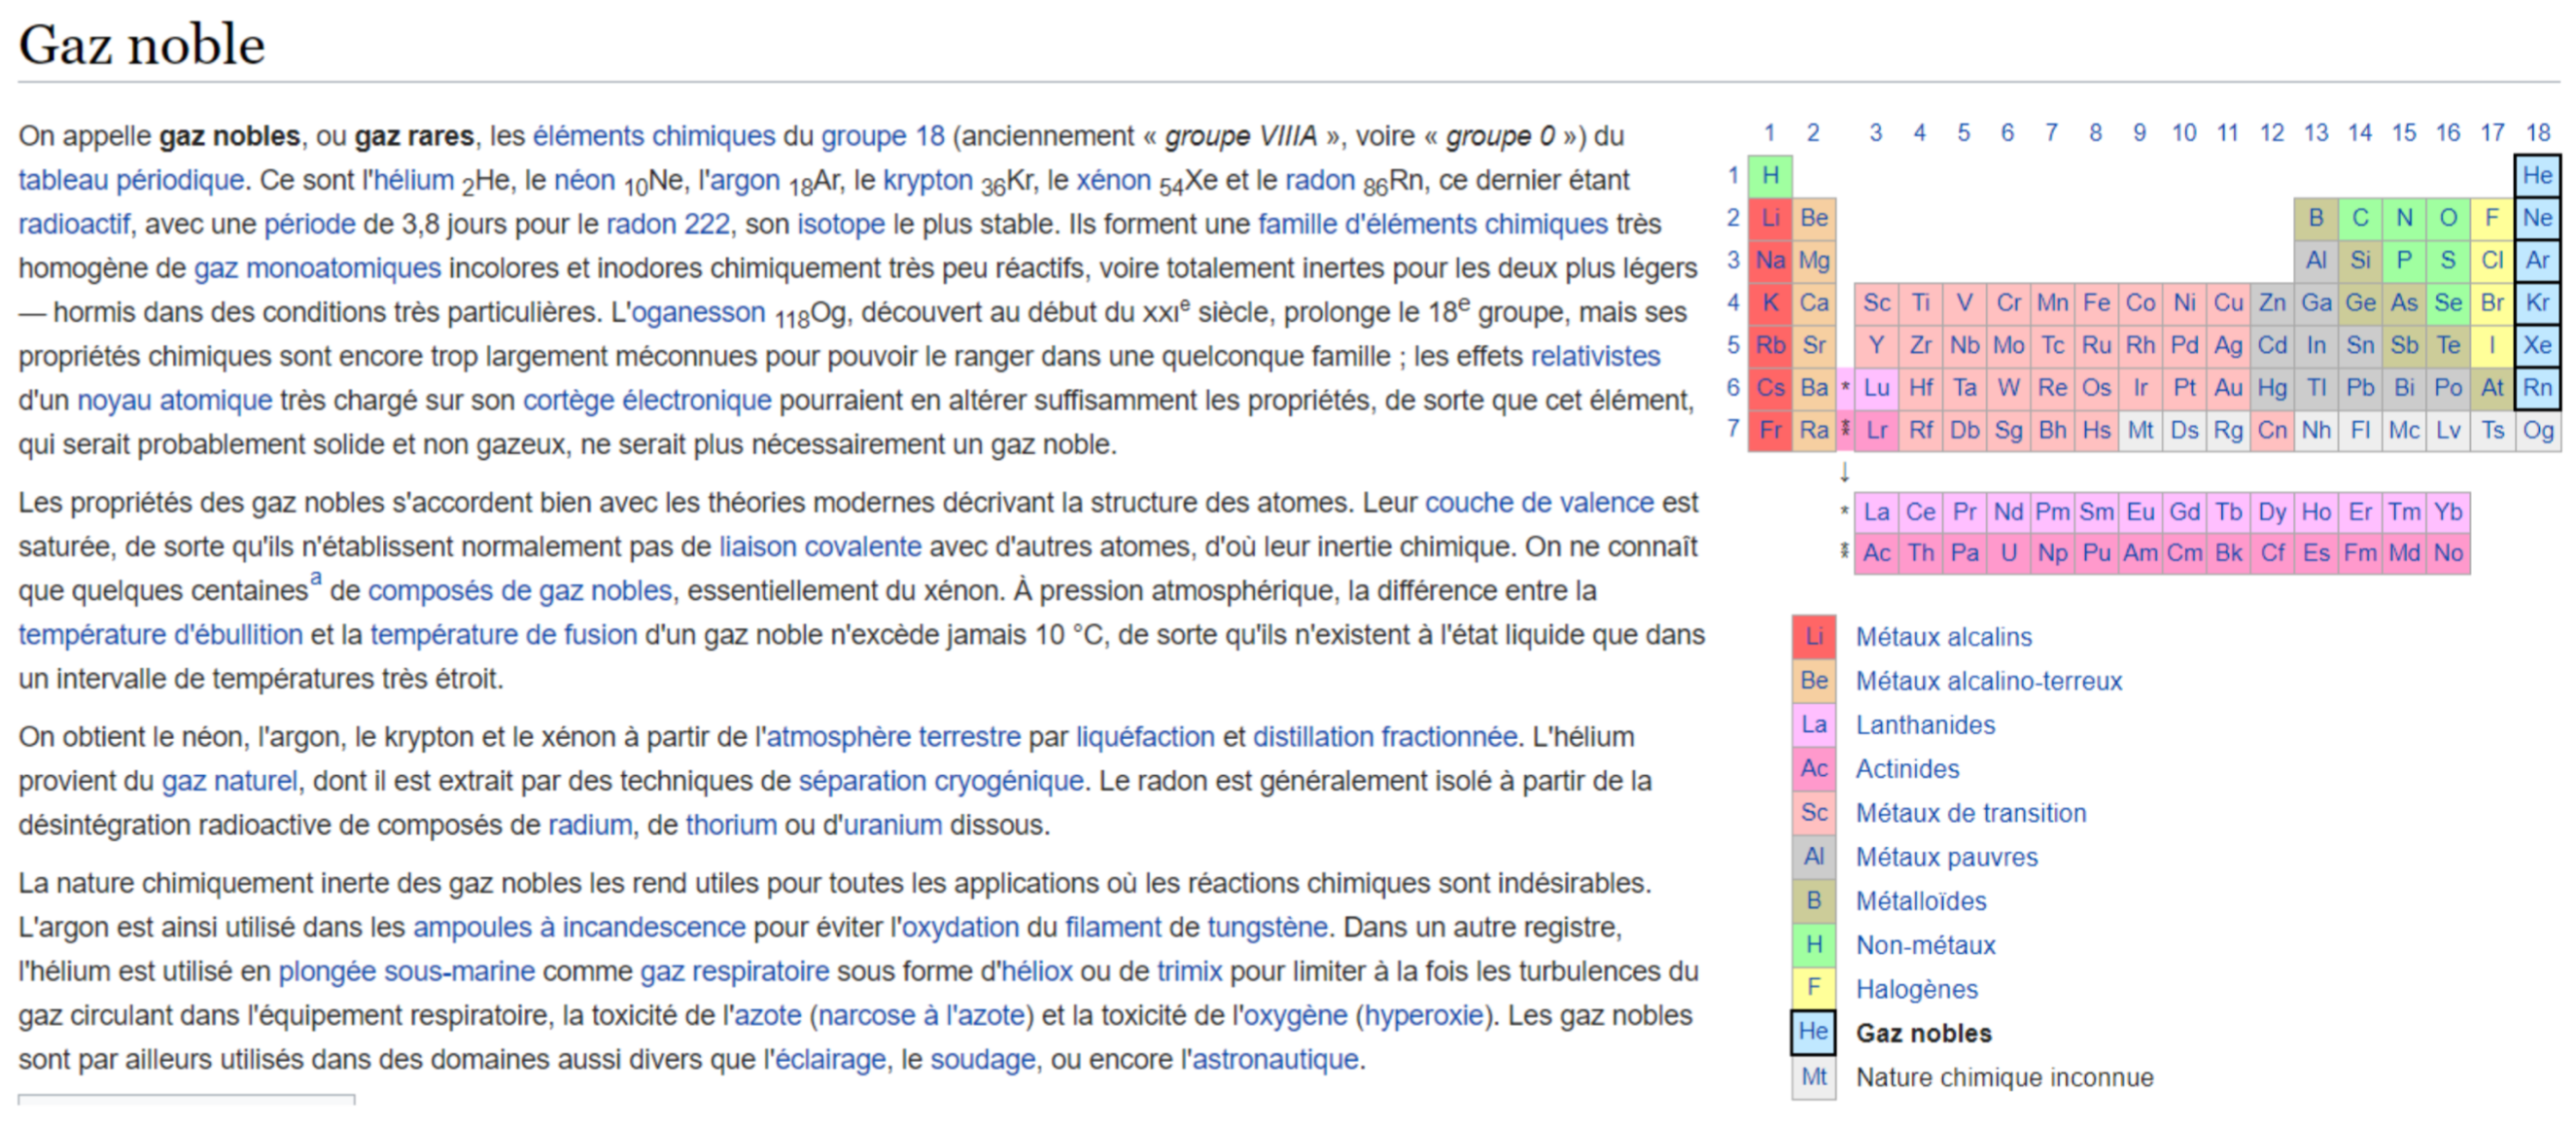 Gaz noble
On appelle gaz nobles, ou gaz rares, les éléments chimiques du groupe 18 (anciennement « groupe VIIIA », voire « groupe 0 ») du
tableau périodique. Ce sont l'hélium 2He, le néon 10Ne, l'argon 18Ar, le krypton 36Kr, le xénon 54Xe et le radon 86Rn, ce dernier étant
radioactif, avec une période de 3,8 jours pour le radon 222, son isotope le plus stable. Ils forment une famille d'éléments chimiques très
homogène de gaz monoatomiques incolores et inodores chimiquement très peu réactifs, voire totalement inertes pour les deux plus légers
— hormis dans des conditions très particulières. L'oganesson 118Og, découvert au début du XXIe siècle, prolonge le 18e groupe, mais ses
propriétés chimiques sont encore trop largement méconnues pour pouvoir le ranger dans une quelconque famille ; les effets relativistes
d'un noyau atomique très chargé sur son cortège électronique pourraient en altérer suffisamment les propriétés, de sorte que cet élément,
qui serait probablement solide et non gazeux, ne serait plus nécessairement un gaz noble.
Les propriétés des gaz nobles s'accordent bien avec les théories modernes décrivant la structure des atomes. Leur couche de valence est
saturée, de sorte qu'ils n'établissent normalement pas de liaison covalente avec d'autres atomes, d'où leur inertie chimique. On ne connaît
que quelques centaines a de composés de gaz nobles, essentiellement du xénon. À pression atmosphérique, la différence entre la
température d'ébullition et la température de fusion d'un gaz noble n'excède jamais 10 °C, de sorte qu'ils n'existent à l'état liquide que dans
un intervalle de températures très étroit.
On obtient le néon, l'argon, le krypton et le xénon à partir de l'atmosphère terrestre par liquéfaction et distillation fractionnée. L'hélium
provient du gaz naturel, dont il est extrait par des techniques de séparation cryogénique. Le radon est généralement isolé à partir de la
désintégration radioactive de composés de radium, de thorium ou d'uranium dissous.
La nature chimiquement inerte des gaz nobles les rend utiles pour toutes les applications où les réactions chimiques sont indésirables.
L'argon est ainsi utilisé dans les ampoules à incandescence pour éviter l'oxydation du filament de tungstène. Dans un autre registre,
l'hélium est utilisé en plongée sous-marine comme gaz respiratoire sous forme d'héliox ou de trimix pour limiter à la fois les turbulences du
gaz circulant dans l'équipement respiratoire, la toxicité de l'azote (narcose à l'azote) et la toxicité de l'oxygène (hyperoxie). Les gaz nobles
sont par ailleurs utilisés dans des domaines aussi divers que l'éclairage, le soudage, ou encore l'astronautique.
1 2 3 4 5 6 7 8 9 10 11 12 13 14 15 16 17 18
1 H He
2 Li Be B C N O F Ne
3 Na Mg Al Si P S Cl Ar
4 K Ca Sc Ti V Cr Mn Fe Co Ni Cu Zn Ga Ge As Se Br Kr
5 Rb Sr Y Zr Nb Mo Tc Ru Rh Pd Ag Cd In Sn Sb Te I Xe
6 Cs Ba * Lu Hf Ta W Re Os Ir Pt Au Hg Tl Pb Bi Po At Rn
7 Fr Ra ** Lr Rf Db Sg Bh Hs Mt Ds Rg Cn Nh Fl Mc Lv Ts Og
↓
* La Ce Pr Nd Pm Sm Eu Gd Tb Dy Ho Er Tm Yb
** Ac Th Pa U Np Pu Am Cm Bk Cf Es Fm Md No
Li Métaux alcalins
Be Métaux alcalino-terreux
La Lanthanides
Ac Actinides
Sc Métaux de transition
Al Métaux pauvres
B Métalloïdes
H Non-métaux
F Halogènes
He Gaz nobles
Mt Nature chimique inconnue